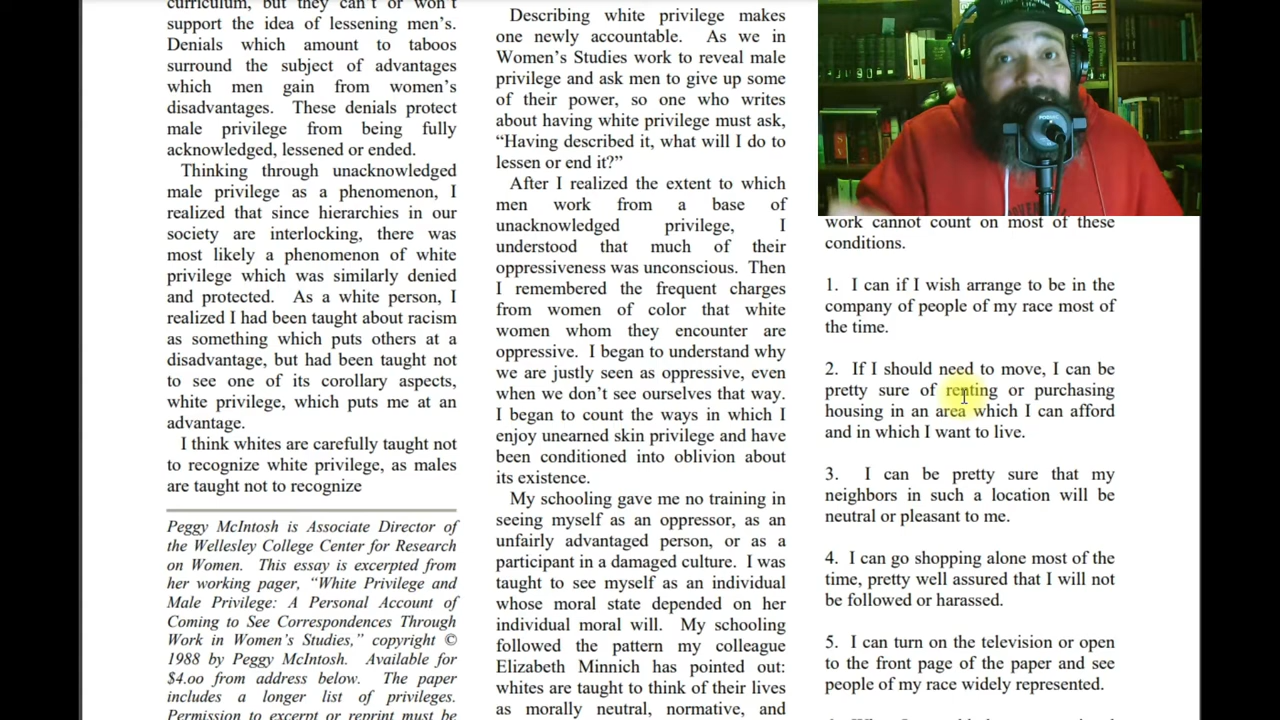 curriculum, but they can't or won't
support the idea of lessening men's.
Denials which amount to taboos
surround the subject of advantages
which men gain from women's
disadvantages. These denials protect
male privilege from being fully
acknowledged, lessened or ended.
Thinking through unacknowledged
male privilege as a phenomenon, I
realized that since hierarchies in our
society are interlocking, there was
most likely a phenomenon of white
privilege which was similarly denied
and protected. As a white person, I
realized I had been taught about racism
as something which puts others at a
disadvantage, but had been taught not
to see one of its corollary aspects,
white privilege, which puts me at an
advantage.
I think whites are carefully taught not
to recognize white privilege, as males
are taught not to recognize
Peggy McIntosh is Associate Director of
the Wellesley College Center for Research
on Women. This essay is excerpted from
her working pager, “White Privilege and
Male Privilege: A Personal Account of
Coming to See Correspondences Through
Work in Women’s Studies,” copyright ©
1988 by Peggy McIntosh. Available for
$4.oo from address below. The paper
includes a longer list of privileges.
Permission to excerpt or reprint must be
Describing white privilege makes
one newly accountable. As we in
Women’s Studies work to reveal male
privilege and ask men to give up some
of their power, so one who writes
about having white privilege must ask,
“Having described it, what will I do to
lessen or end it?”
After I realized the extent to which
men work from a base of
unacknowledged privilege, I
understood that much of their
oppressiveness was unconscious. Then
I remembered the frequent charges
from women of color that white
women whom they encounter are
oppressive. I began to understand why
we are justly seen as oppressive, even
when we don’t see ourselves that way.
I began to count the ways in which I
enjoy unearned skin privilege and have
been conditioned into oblivion about
its existence.
My schooling gave me no training in
seeing myself as an oppressor, as an
unfairly advantaged person, or as a
participant in a damaged culture. I was
taught to see myself as an individual
whose moral state depended on her
individual moral will. My schooling
followed the pattern my colleague
Elizabeth Minnich has pointed out:
whites are taught to think of their lives
as morally neutral, normative, and
work cannot count on most of these
conditions.
1. I can if I wish arrange to be in the
company of people of my race most of
the time.
2. If I should need to move, I can be
pretty sure of renting or purchasing
housing in an area which I can afford
and in which I want to live.
3. I can be pretty sure that my
neighbors in such a location will be
neutral or pleasant to me.
4. I can go shopping alone most of the
time, pretty well assured that I will not
be followed or harassed.
5. I can turn on the television or open
to the front page of the paper and see
people of my race widely represented.